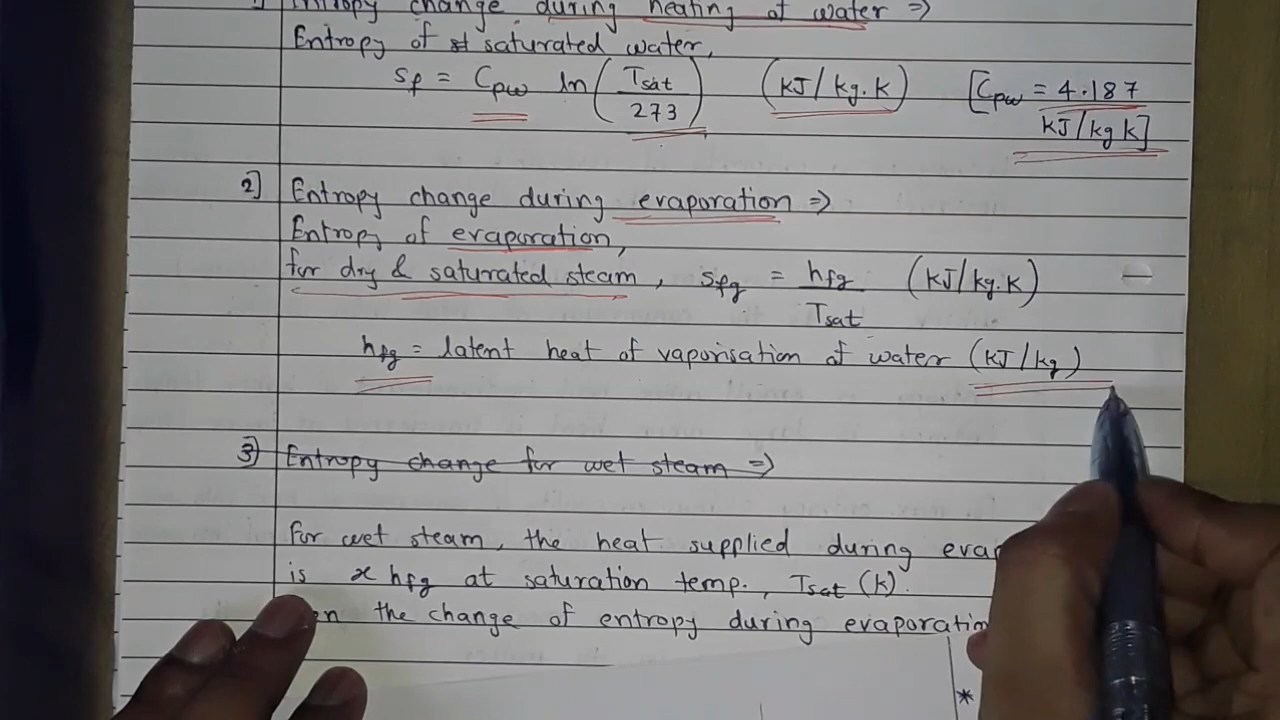 1] Entropy change during heating of water ⇒
Entropy of saturated water,
Sf = Cpw ln(Tsat/273) (kJ/kg.k) [Cpw = 4.187 kJ/kg k]
2] Entropy change during evaporation ⇒
Entropy of evaporation,
for dry & saturated steam, Sfg = hfg/Tsat (kJ/kg.k)
hfg = latent heat of vaporisation of water (kJ/kg)
3] Entropy change for wet steam ⇒
For wet steam, the heat supplied during
is x hfg at saturation temp., Tsat (k).
the change of entropy during
*